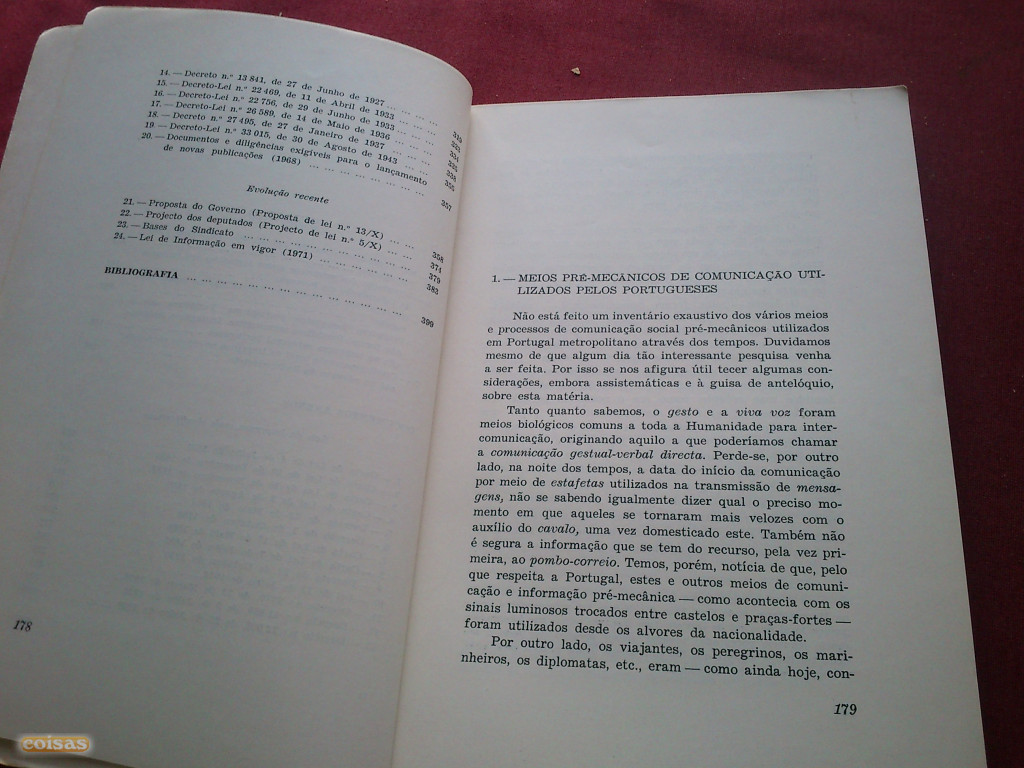 14. — Decreto n.º 13 841, de 27 de Junho de 1927 ... ... ...
15. — Decreto-Lei n.º 22 469, de 11 de Abril de 1933 ... ...
16. — Decreto-Lei n.º 22 756, de 29 de Junho de 1933 ... ...
17. — Decreto-Lei n.º 26 589, de 14 de Maio de 1936 ... ...
18. — Decreto n.º 27 495, de 27 de Janeiro de 1937 ... ...
19. — Decreto-Lei n.º 33 015, de 30 de Agosto de 1943 ... ...
20. — Documentos e diligências exigíveis para o lançamento
de novas publicações (1968) ... ... ... ... ... ... ... 357
Evolução recente
21. — Proposta do Governo (Proposta de lei n.º 13/X) ... ... 358
22. — Projecto dos deputados (Projecto de lei n.º 5/X) ... 374
23. — Bases do Sindicato ... ... ... ... ... ... ... ... ... 379
24. — Lei de Informação em vigor (1971) ... ... ... ... ... 383
BIBLIOGRAFIA ... ... ... ... ... ... ... ... ... ... ... ... 399
178
1. — MEIOS PRÉ-MECÂNICOS DE COMUNICAÇÃO UTI-
LIZADOS PELOS PORTUGUESES
Não está feito um inventário exaustivo dos vários meios
e processos de comunicação social pré-mecânicos utilizados
em Portugal metropolitano através dos tempos. Duvidamos
mesmo de que algum dia tão interessante pesquisa venha
a ser feita. Por isso se nos afigura útil tecer algumas con-
siderações, embora assistemáticas e à guisa de antelóquio,
sobre esta matéria.
Tanto quanto sabemos, o gesto e a viva voz foram
meios biológicos comuns a toda a Humanidade para inter-
comunicação, originando aquilo a que poderíamos chamar
a comunicação gestual-verbal directa. Perde-se, por outro
lado, na noite dos tempos, a data do início da comunicação
por meio de estafetas utilizados na transmissão de mensa-
gens, não se sabendo igualmente dizer qual o preciso mo-
mento em que aqueles se tornaram mais velozes com o
auxílio do cavalo, uma vez domesticado este. Também não
é segura a informação que se tem do recurso, pela vez pri-
meira, ao pombo-correio. Temos, porém, notícia de que, pelo
que respeita a Portugal, estes e outros meios de comuni-
cação e informação pré-mecânica — como acontecia com os
sinais luminosos trocados entre castelos e praças-fortes —
foram utilizados desde os alvores da nacionalidade.
Por outro lado, os viajantes, os peregrinos, os mari-
nheiros, os diplomatas, etc., eram — como ainda hoje, con-
179
coisas